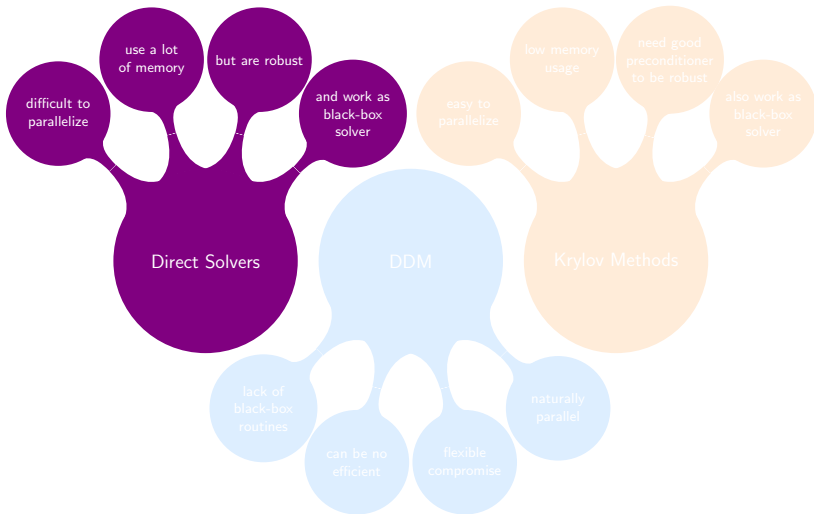 difficult to
parallelize
use a lot
of memory
but are robust
and work as
black-box
solver
Direct Solvers
easy to
parallelize
low memory
usage
need good
preconditioner
to be robust
also work as
black-box
solver
Krylov Methods
DDM
lack of
black-box
routines
can be no
efficient
flexible
compromise
naturally
parallel